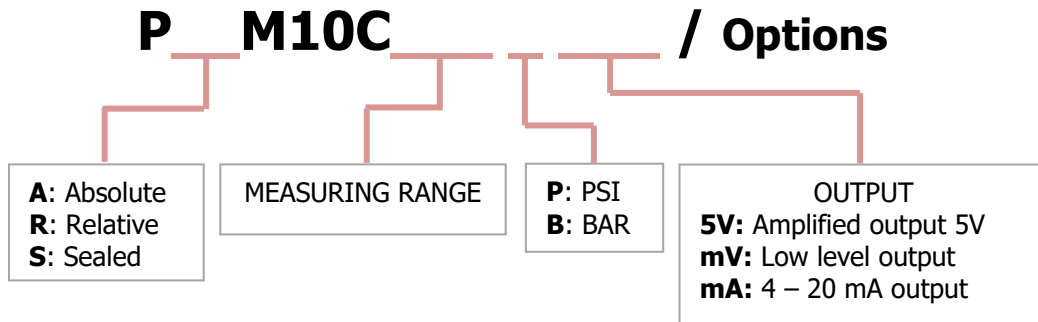 P M10C / Options
A: Absolute
R: Relative
S: Sealed
MEASURING RANGE
P: PSI
B: BAR
OUTPUT
5V: Amplified output 5V
mV: Low level output
mA: 4 – 20 mA output